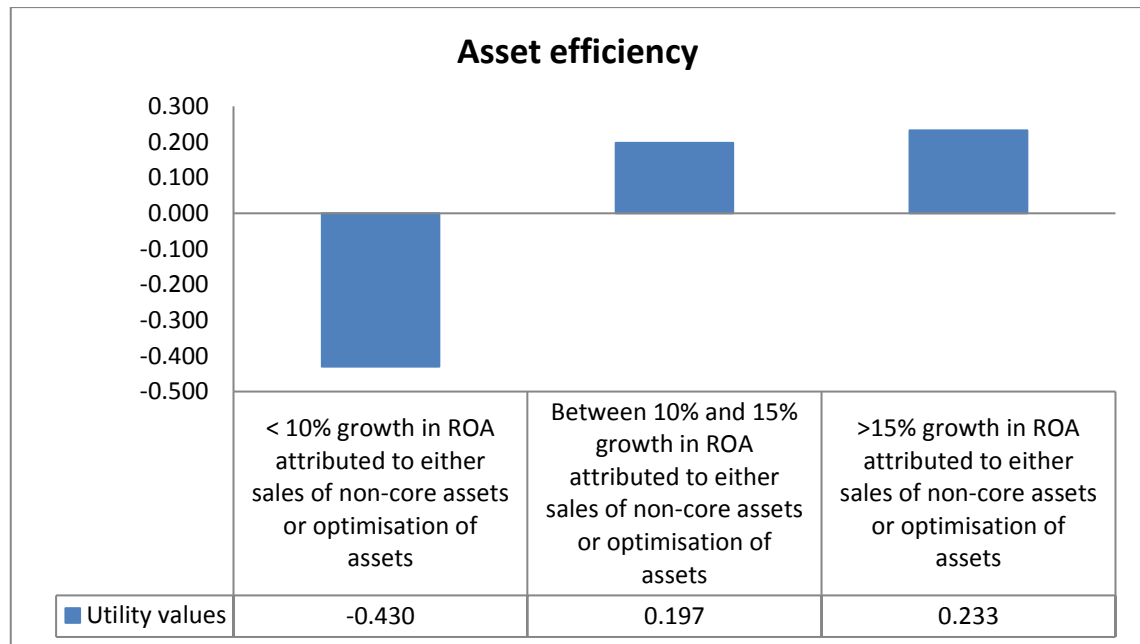 Asset efficiency
0.300
0.200
0.100
0.000
-0.100
-0.200
-0.300
-0.400
-0.500
< 10% growth in ROA
attributed to either
sales of non-core assets
or optimisation of
assets
Between 10% and 15%
growth in ROA
attributed to either
sales of non-core assets
or optimisation of
assets
>15% growth in ROA
attributed to either
sales of non-core assets
or optimisation of
assets
Utility values -0.430 0.197 0.233